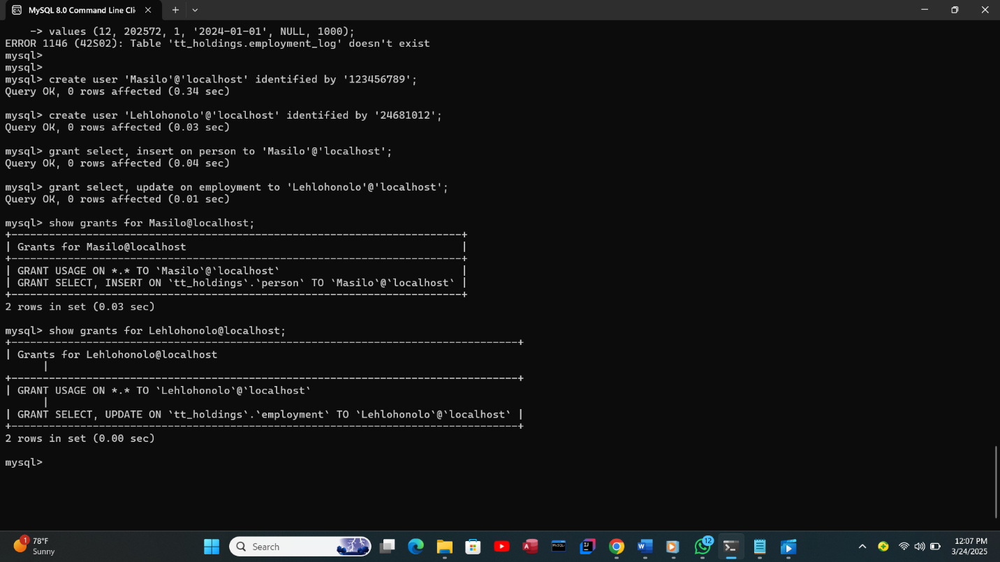 MySQL 8.0 Command Line Cli
-> values (12, 202572, 1, '2024-01-01', NULL, 1000);
ERROR 1146 (42S02): Table 'tt_holdings.employment_log' doesn't exist
mysql>
mysql>
mysql> create user 'Masilo'@'localhost' identified by '123456789';
Query OK, 0 rows affected (0.34 sec)
mysql> create user 'Lehlohonolo'@'localhost' identified by '24681012';
Query OK, 0 rows affected (0.03 sec)
mysql> grant select, insert on person to 'Masilo'@'localhost';
Query OK, 0 rows affected (0.04 sec)
mysql> grant select, update on employment to 'Lehlohonolo'@'localhost';
Query OK, 0 rows affected (0.01 sec)
mysql> show grants for Masilo@localhost;
+------------------------------------------------------------------------+
| Grants for Masilo@localhost                                            |
+------------------------------------------------------------------------+
| GRANT USAGE ON *.* TO `Masilo`@`localhost`                             |
| GRANT SELECT, INSERT ON `tt_holdings`.`person` TO `Masilo`@`localhost` |
+------------------------------------------------------------------------+
2 rows in set (0.03 sec)
mysql> show grants for Lehlohonolo@localhost;
+---------------------------------------------------------------------------------+
| Grants for Lehlohonolo@localhost
|
+---------------------------------------------------------------------------------+
| GRANT USAGE ON *.* TO `Lehlohonolo`@`localhost`
|
| GRANT SELECT, UPDATE ON `tt_holdings`.`employment` TO `Lehlohonolo`@`localhost` |
+---------------------------------------------------------------------------------+
2 rows in set (0.00 sec)
mysql>
1
78°F
Sunny
Search
12
12:07 PM
3/24/2025